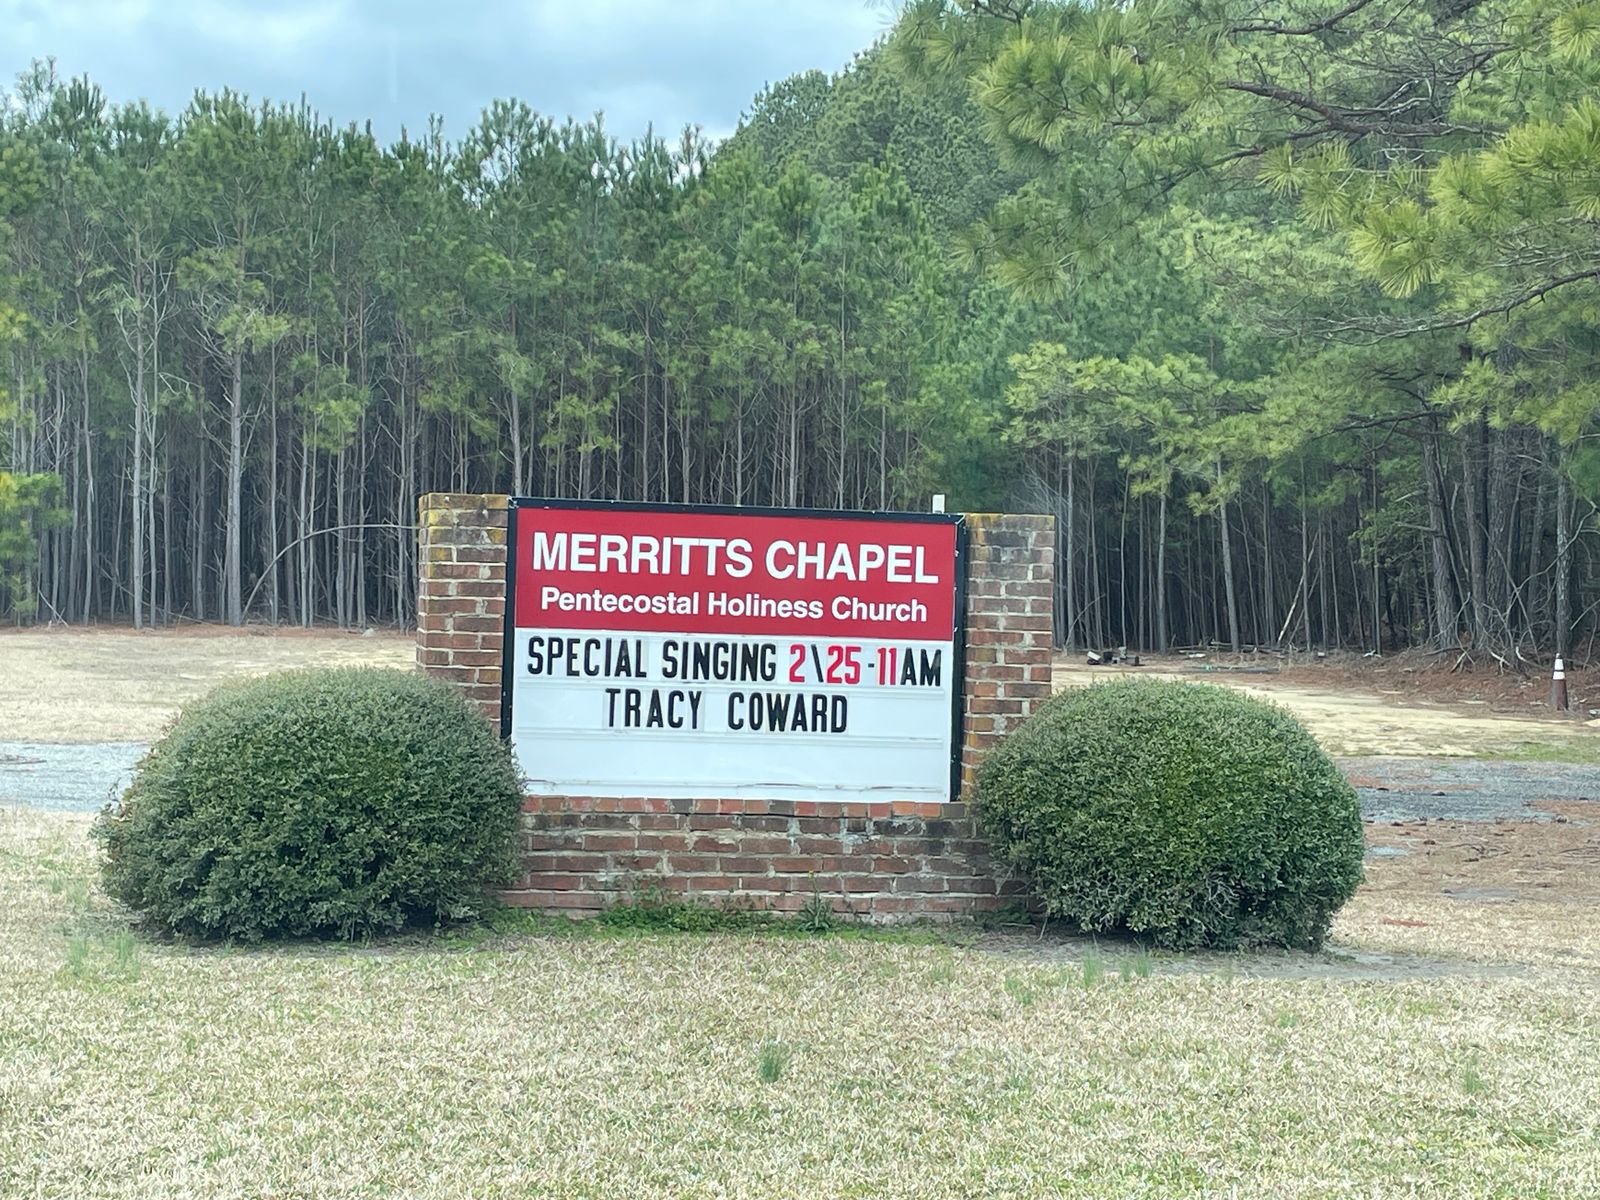 MERRITTS CHAPEL
Pentecostal Holiness Church
SPECIAL SINGING 2\25-11AM
TRACY COWARD